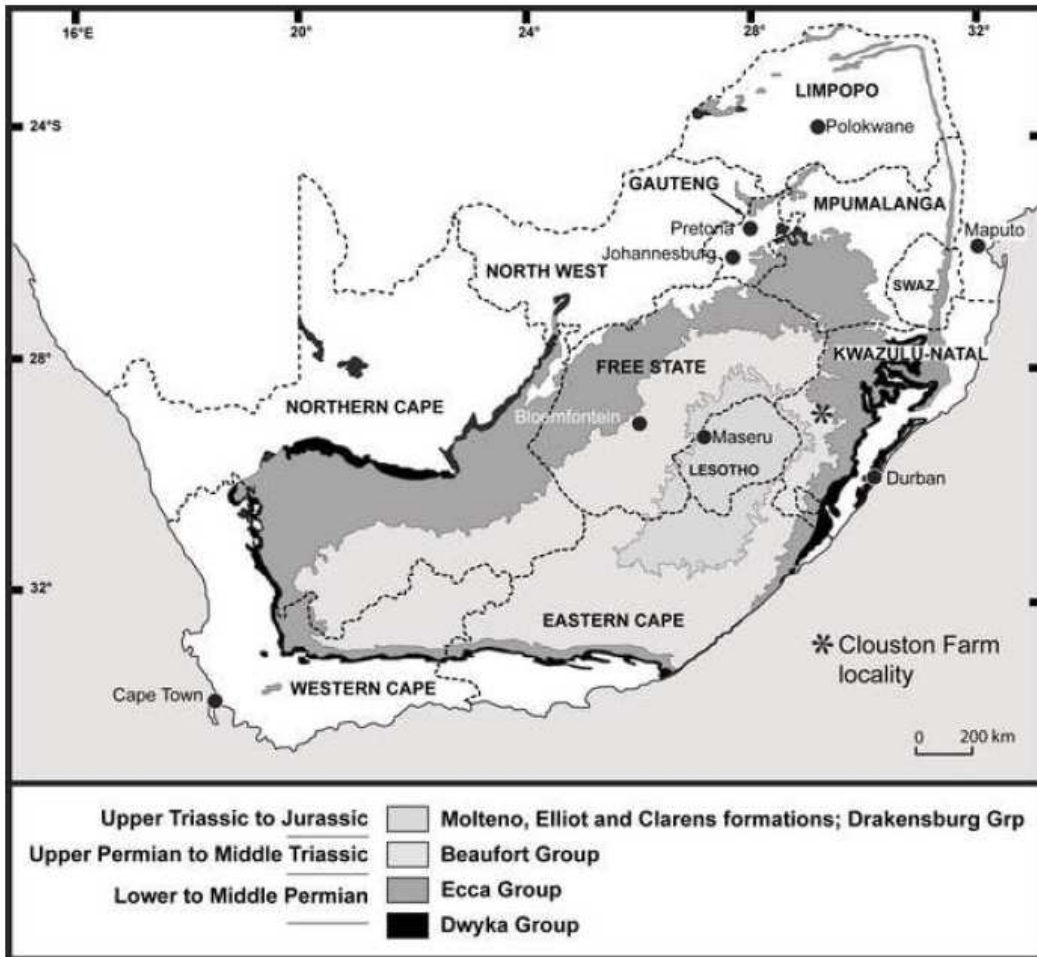 16°E
20°
24°
28°
32°
LIMPOPO
24°S
Polokwane
GAUTENG
MPUMALANGA
Pretoria
Maputo
Johannesburg
NORTH WEST
SWAZ.
28°
FREE STATE
KWAZULU-NATAL
NORTHERN CAPE
Bloemfontein
Maseru
LESOTHO
Durban
32°
EASTERN CAPE
Clouston Farm
locality
WESTERN CAPE
Cape Town
0 200 km
Upper Triassic to Jurassic
Molteno, Elliot and Clarens formations; Drakensburg Grp
Upper Permian to Middle Triassic
Beaufort Group
Lower to Middle Permian
Ecca Group
Dwyka Group